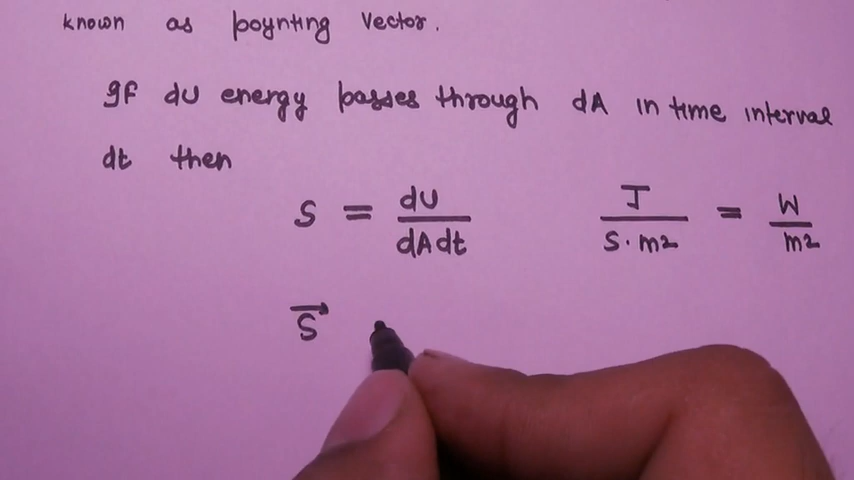 known as poynting vector.
If dU energy passes through dA in time interval
dt then
S = dU / dAdt    J / S·m2 = W / m2
→S